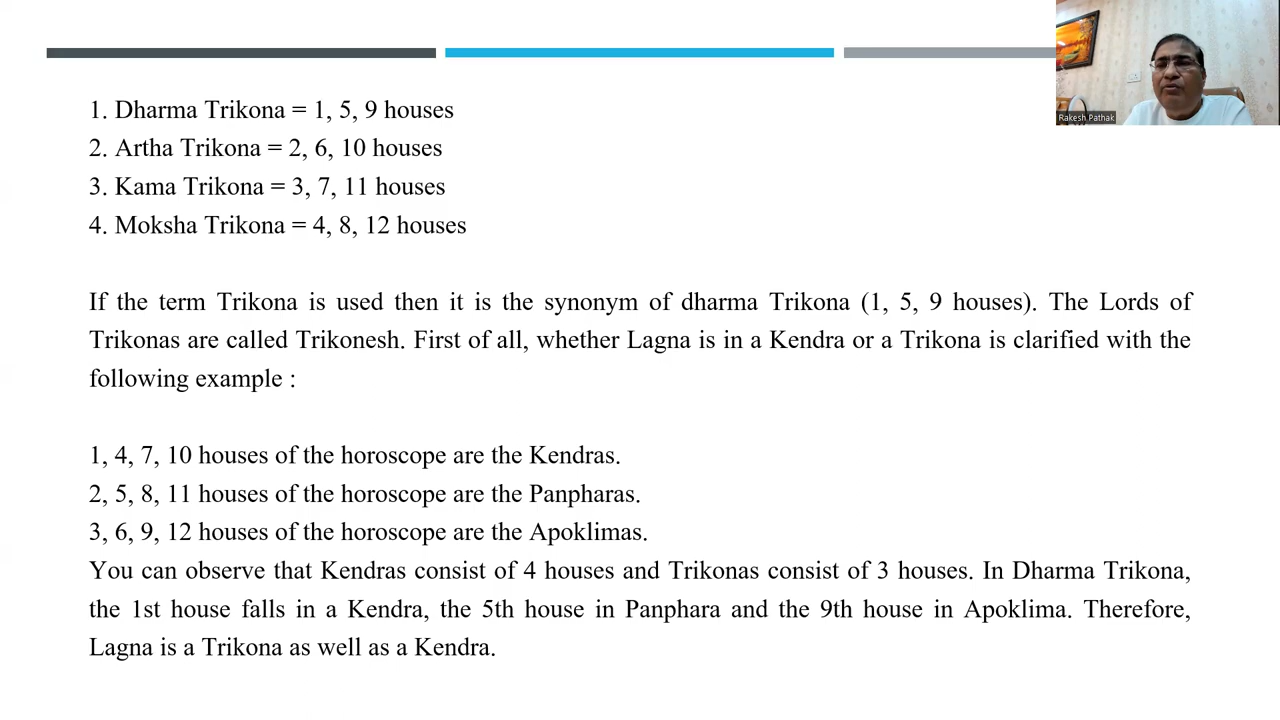 1. Dharma Trikona = 1, 5, 9 houses
2. Artha Trikona = 2, 6, 10 houses
3. Kama Trikona = 3, 7, 11 houses
4. Moksha Trikona = 4, 8, 12 houses
If the term Trikona is used then it is the synonym of dharma Trikona (1, 5, 9 houses). The Lords of
Trikonas are called Trikonesh. First of all, whether Lagna is in a Kendra or a Trikona is clarified with the
following example :
1, 4, 7, 10 houses of the horoscope are the Kendras.
2, 5, 8, 11 houses of the horoscope are the Panpharas.
3, 6, 9, 12 houses of the horoscope are the Apoklimas.
You can observe that Kendras consist of 4 houses and Trikonas consist of 3 houses. In Dharma Trikona,
the 1st house falls in a Kendra, the 5th house in Panphara and the 9th house in Apoklima. Therefore,
Lagna is a Trikona as well as a Kendra.
Rakesh Pathak